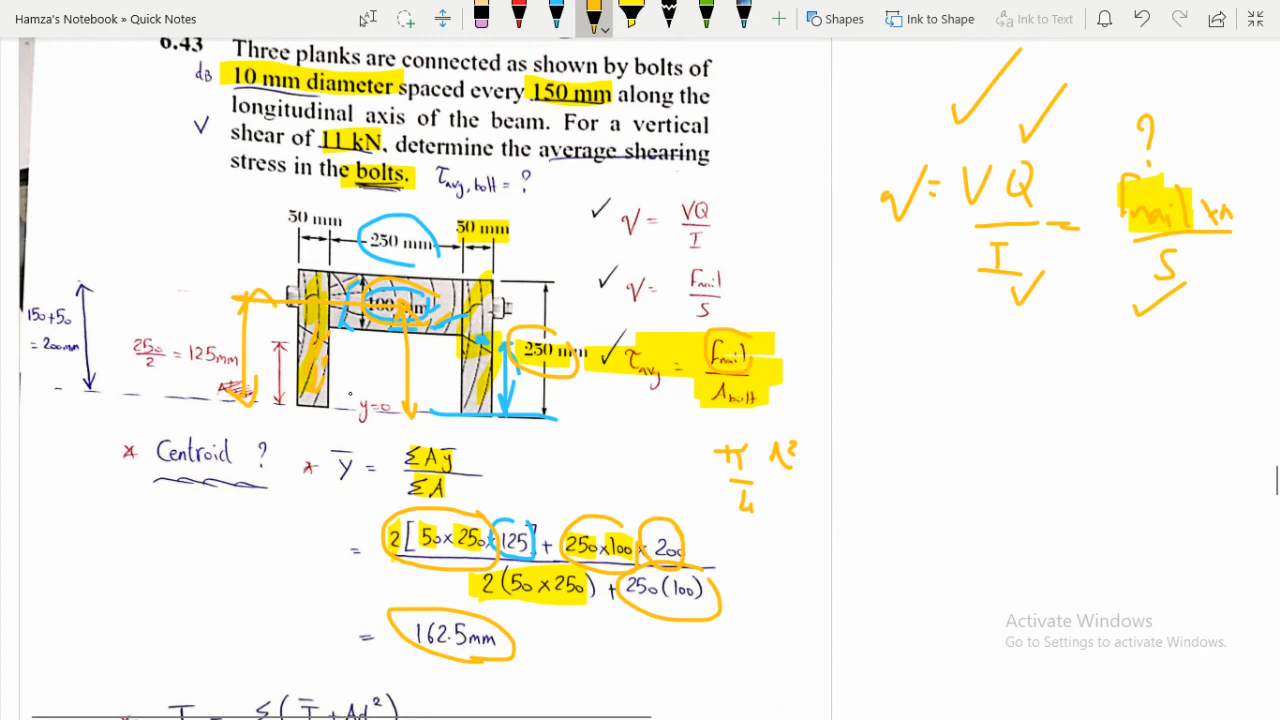 Hamza's Notebook » Quick Notes
Shapes
Ink to Shape
Ink to Text
6.43 Three planks are connected as shown by bolts of
10 mm diameter spaced every 150 mm along the
longitudinal axis of the beam. For a vertical
shear of 11 kN, determine the average shearing
stress in the bolts.
dB
V
τavg, bolt = ?
50 mm
250 mm
50 mm
100 mm
250 mm
150+50
= 200mm
250/2 = 125mm
y=0
✓ q = VQ/I
✓ q = Fnail/S
✓ τavg = Fnail/Abolt
✓ ✓ ?
q = VQ/I =
S
✓ ✓
* Centroid ? * Y̅ = ΣAy̅/ΣA
π/4
= 2[50×250×125] + 250×100×200
2(50×250) + 250(100)
= 162.5mm
I = Σ(I̅ + Ad²)
Activate Windows
Go to Settings to activate Windows.